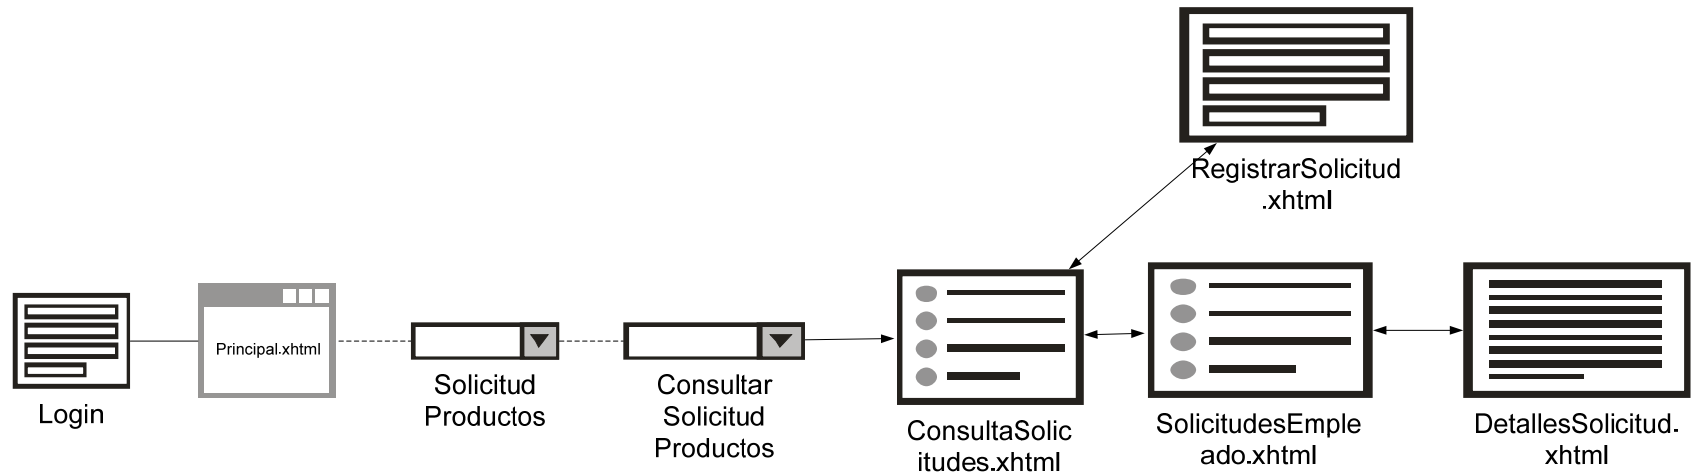 RegistrarSolicitud
.xhtml
Principal.xhtml
Login
Solicitud
Productos
Consultar
Solicitud
Productos
ConsultaSolic
itudes.xhtml
SolicitudesEmple
ado.xhtml
DetallesSolicitud.
xhtml